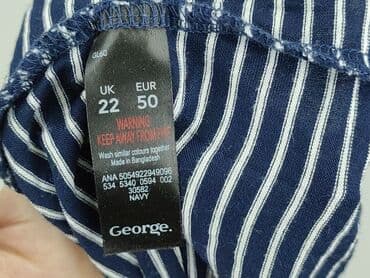 UK EUR
22 50
WARNING
KEEP AWAY FROM FIRE
Wash similar colours together
Made in Bangladesh
ANA 5054922949096
534 5340 0594 002
30582
NAVY
George.